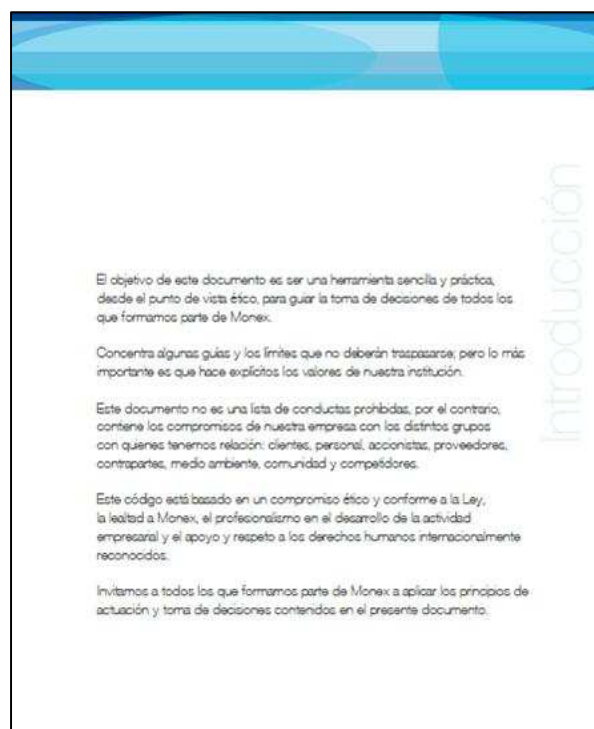 Introducción
El objetivo de este documento es ser una herramienta sencilla y práctica,
desde el punto de vista ético, para guiar la toma de decisiones de todos los
que formamos parte de Monex.
Concentra algunas guías y los límites que no deberán traspasarse; pero lo más
importante es que hace explícitos los valores de nuestra institución.
Este documento no es una lista de conductas prohibidas, por el contrario,
contiene los compromisos de nuestra empresa con los distintos grupos
con quienes tenemos relación: clientes, personal, accionistas, proveedores,
contrapartes, medio ambiente, comunidad y competidores.
Este código está basado en un compromiso ético y conforme a la Ley,
la lealtad a Monex, el profesionalismo en el desarrollo de la actividad
empresarial y el apoyo y respeto a los derechos humanos internacionalmente
reconocidos.
Invitamos a todos los que formamos parte de Monex a aplicar los principios de
actuación y toma de decisiones contenidos en el presente documento.